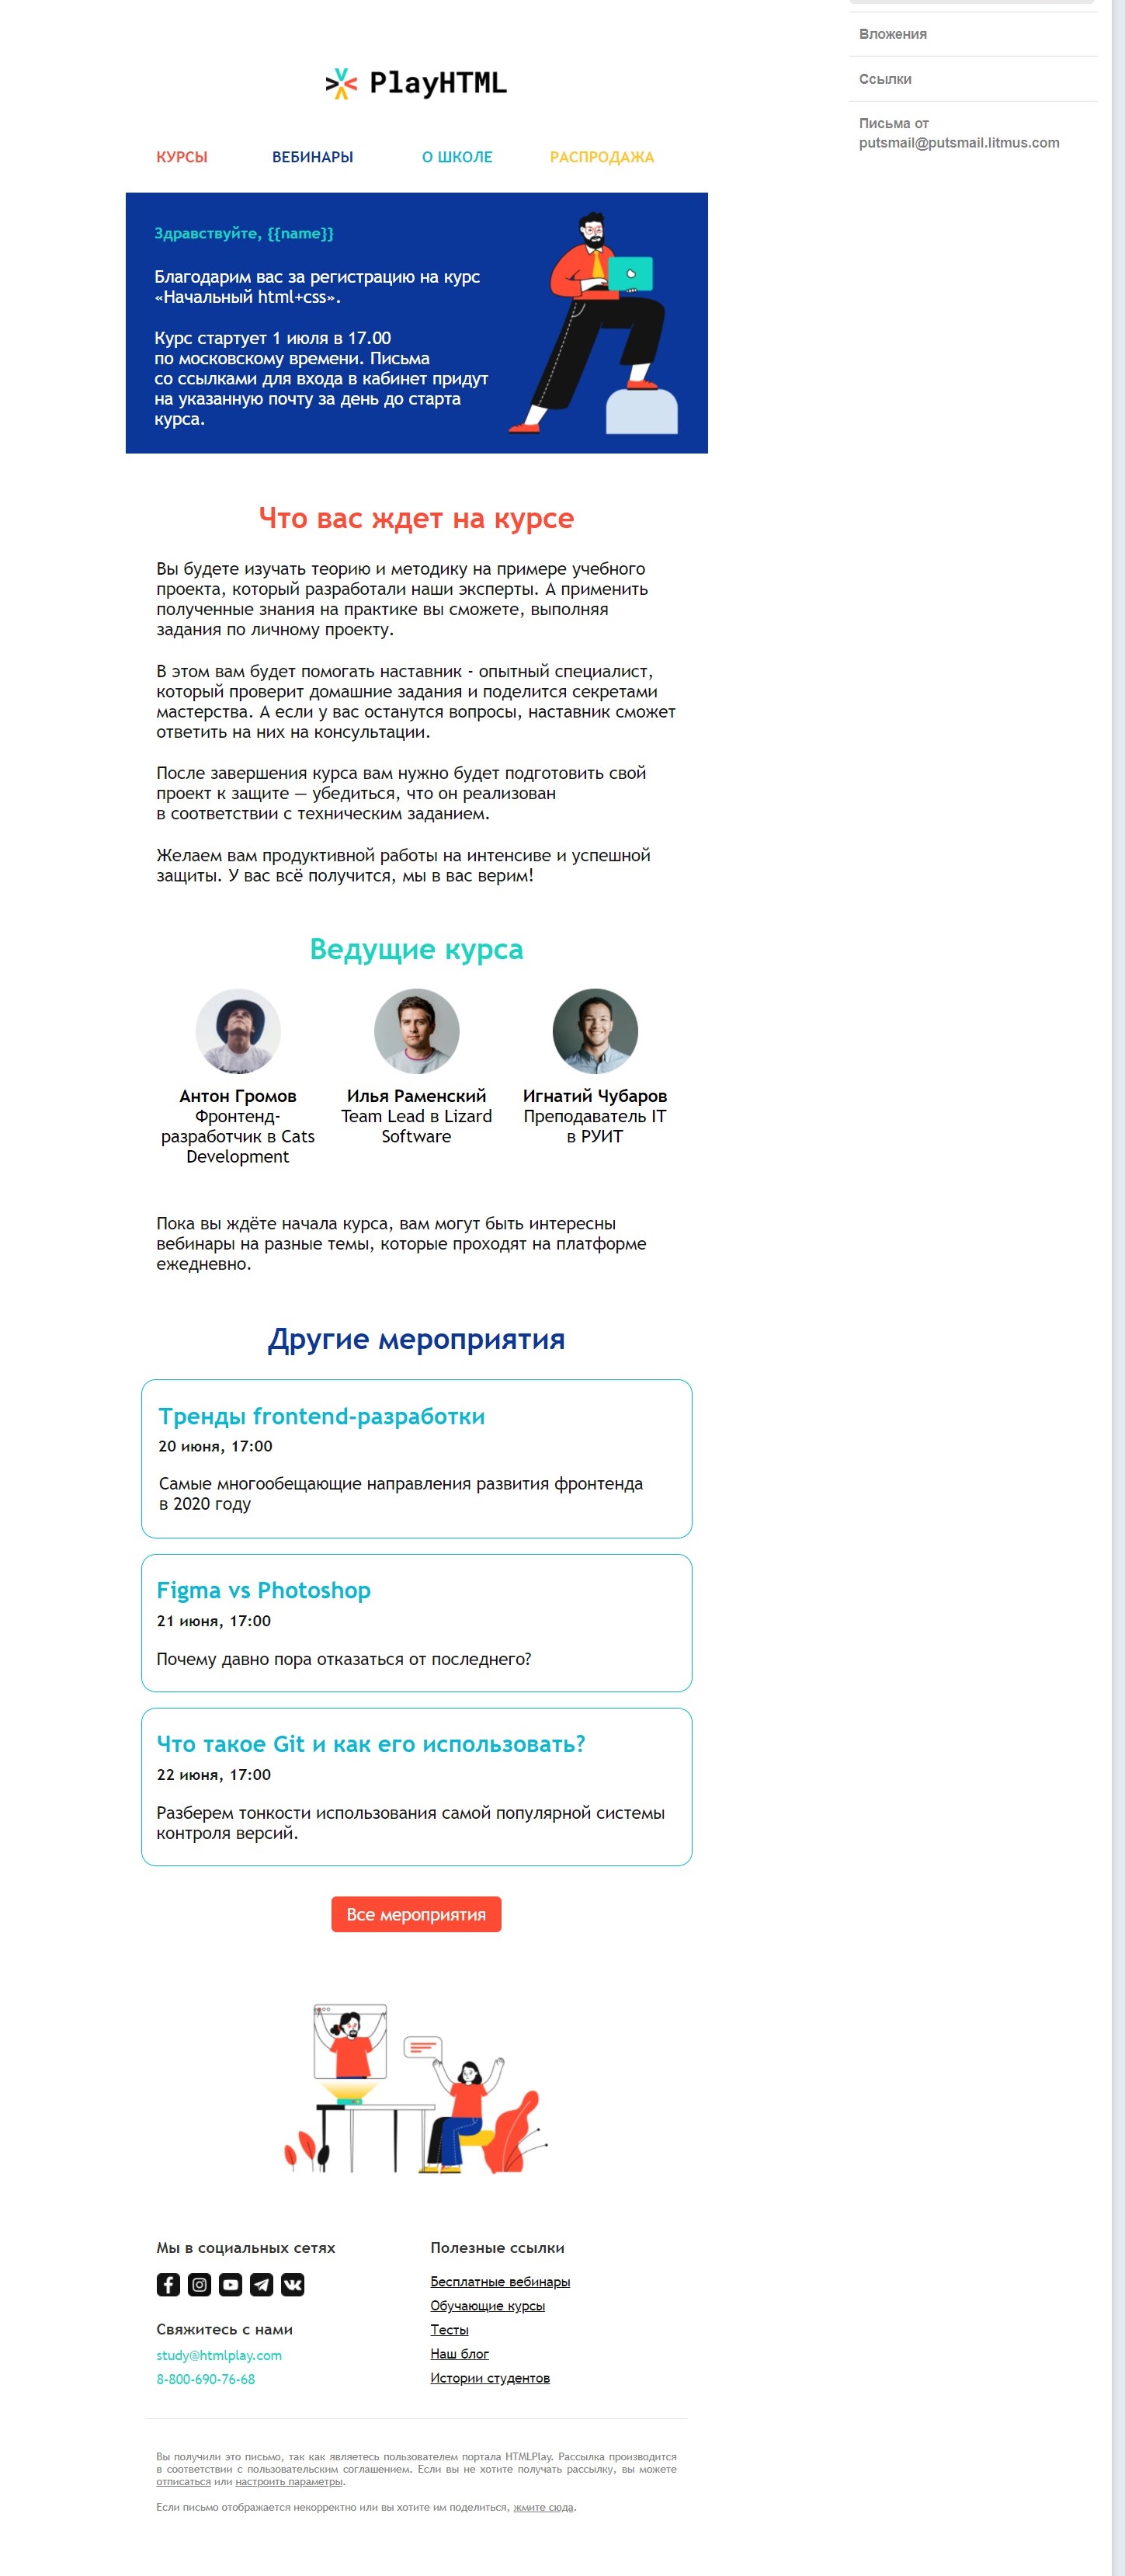 Вложения
Ссылки
Письма от
putsmail@putsmail.litmus.com
PlayHTML
КУРСЫ ВЕБИНАРЫ О ШКОЛЕ РАСПРОДАЖА
Здравствуйте, {{name}}
Благодарим вас за регистрацию на курс
«Начальный html+css».
Курс стартует 1 июля в 17.00
по московскому времени. Письма
со ссылками для входа в кабинет придут
на указанную почту за день до старта
курса.
Что вас ждет на курсе
Вы будете изучать теорию и методику на примере учебного
проекта, который разработали наши эксперты. А применить
полученные знания на практике вы сможете, выполняя
задания по личному проекту.
В этом вам будет помогать наставник - опытный специалист,
который проверит домашние задания и поделится секретами
мастерства. А если у вас останутся вопросы, наставник сможет
ответить на них на консультации.
После завершения курса вам нужно будет подготовить свой
проект к защите — убедиться, что он реализован
в соответствии с техническим заданием.
Желаем вам продуктивной работы на интенсиве и успешной
защиты. У вас всё получится, мы в вас верим!
Ведущие курса
Антон Громов
Фронтенд-
разработчик в Cats
Development
Илья Раменский
Team Lead в Lizard
Software
Игнатий Чубаров
Преподаватель IT
в РУИТ
Пока вы ждёте начала курса, вам могут быть интересны
вебинары на разные темы, которые проходят на платформе
ежедневно.
Другие мероприятия
Тренды frontend-разработки
20 июня, 17:00
Самые многообещающие направления развития фронтенда
в 2020 году
Figma vs Photoshop
21 июня, 17:00
Почему давно пора отказаться от последнего?
Что такое Git и как его использовать?
22 июня, 17:00
Разберем тонкости использования самой популярной системы
контроля версий.
Все мероприятия
Мы в социальных сетях
Свяжитесь с нами
study@htmlplay.com
8-800-690-76-68
Полезные ссылки
Бесплатные вебинары
Обучающие курсы
Тесты
Наш блог
Истории студентов
Вы получили это письмо, так как являетесь пользователем портала HTMLPlay. Рассылка производится
в соответствии с пользовательским соглашением. Если вы не хотите получать рассылку, вы можете
отписаться или настроить параметры.
Если письмо отображается некорректно или вы хотите им поделиться, жмите сюда.